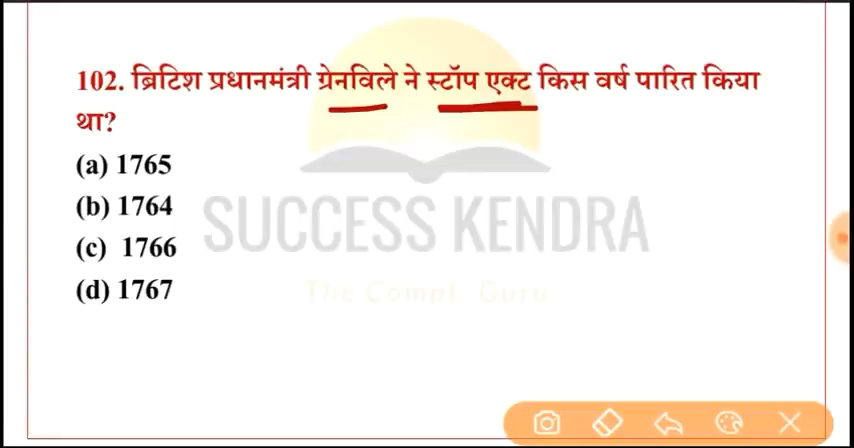 102. ब्रिटिश प्रधानमंत्री ग्रेनविले ने स्टॉप एक्ट किस वर्ष पारित किया
था?
(a) 1765
(b) 1764
(c) 1766
(d) 1767
SUCCESS KENDRA
The Compt. Guru